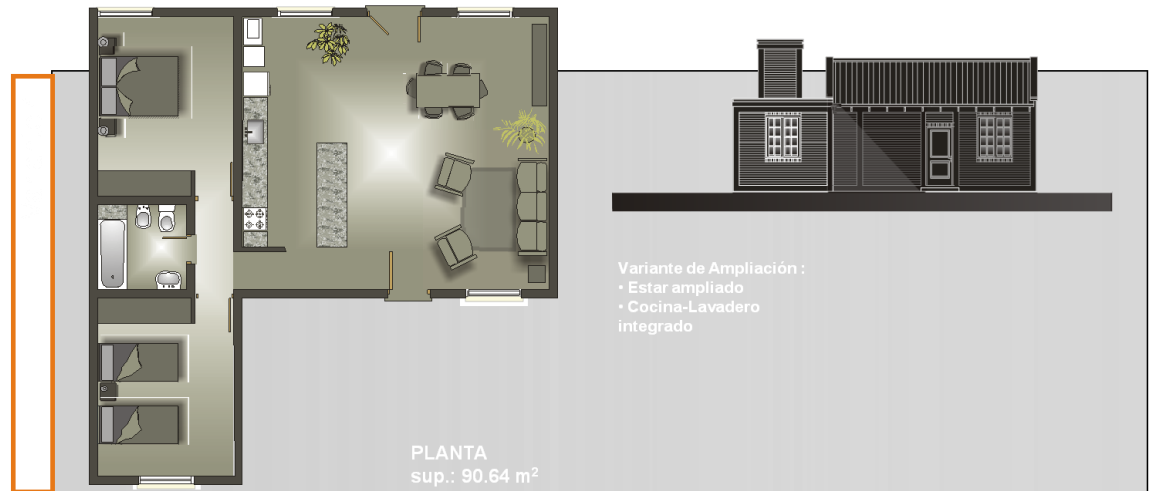 Variante de Ampliación :
• Estar ampliado
• Cocina-Lavadero
integrado
PLANTA
sup.: 90.64 m²